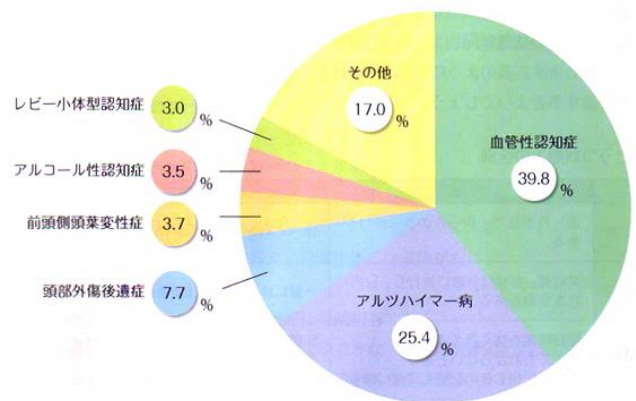 その他
17.0 %
血管性認知症
39.8 %
アルツハイマー病
25.4 %
頭部外傷後遺症
7.7 %
前頭側頭葉変性症
3.7 %
アルコール性認知症
3.5 %
レビー小体型認知症
3.0 %